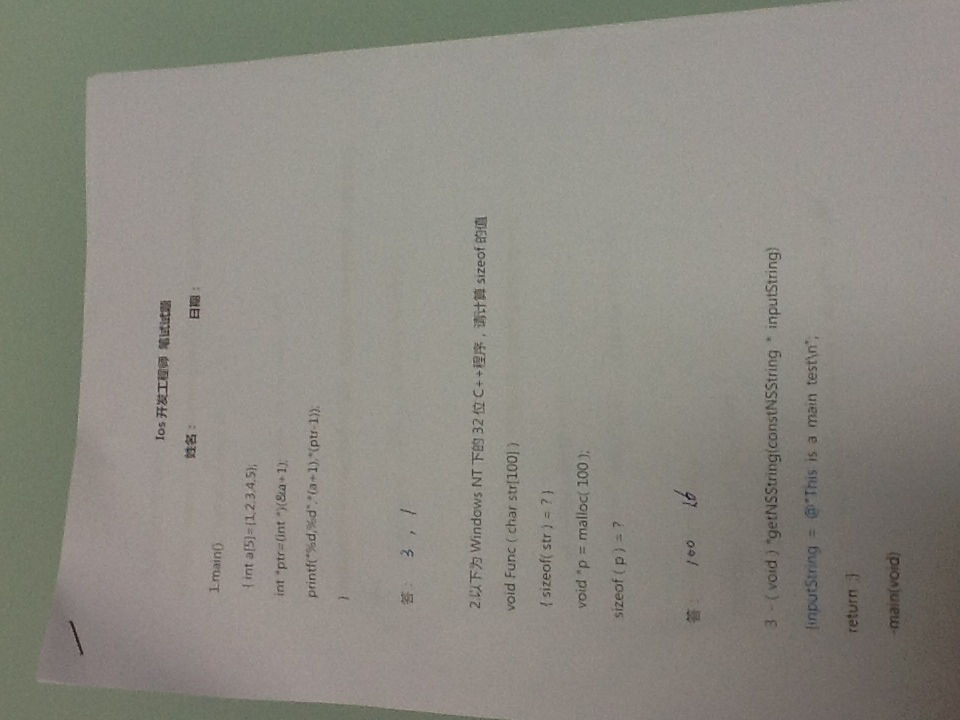 Ios 开发工程师 笔试试题
姓名： 日期：
1.main()
{ int a[5]={1,2,3,4,5};
int *ptr=(int *)(&a+1);
printf("%d,%d",*(a+1),*(ptr-1));
}
答： 3 , 1
2.以下为 Windows NT 下的 32 位 C++程序，请计算 sizeof 的值
void Func ( char str[100] )
{ sizeof( str ) = ? }
void *p = malloc( 100 );
sizeof ( p ) = ?
答： 100 16
3 - ( void ) *getNSString(constNSString * inputString)
{inputString = @"This is a main test\n";
return ;}
-main(void)